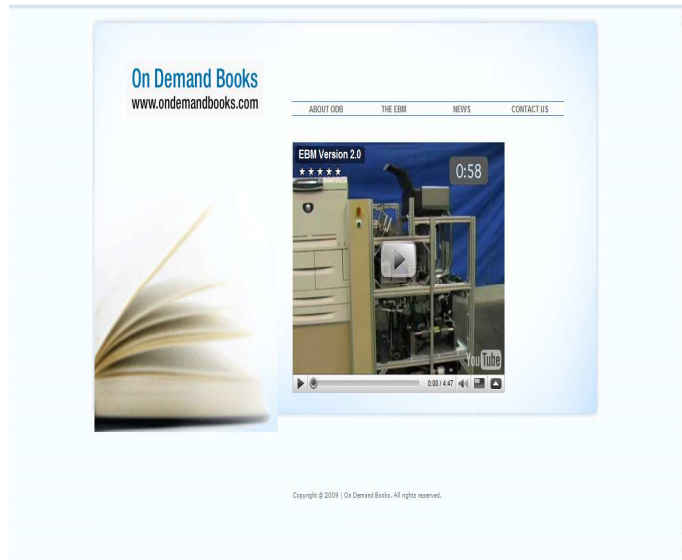 On Demand Books
www.ondemandbooks.com
ABOUT ODB THE EBM NEWS CONTACT US
EBM Version 2.0
0:58
YouTube
0:00 / 4:47
Copyright © 2009 | On Demand Books. All rights reserved.